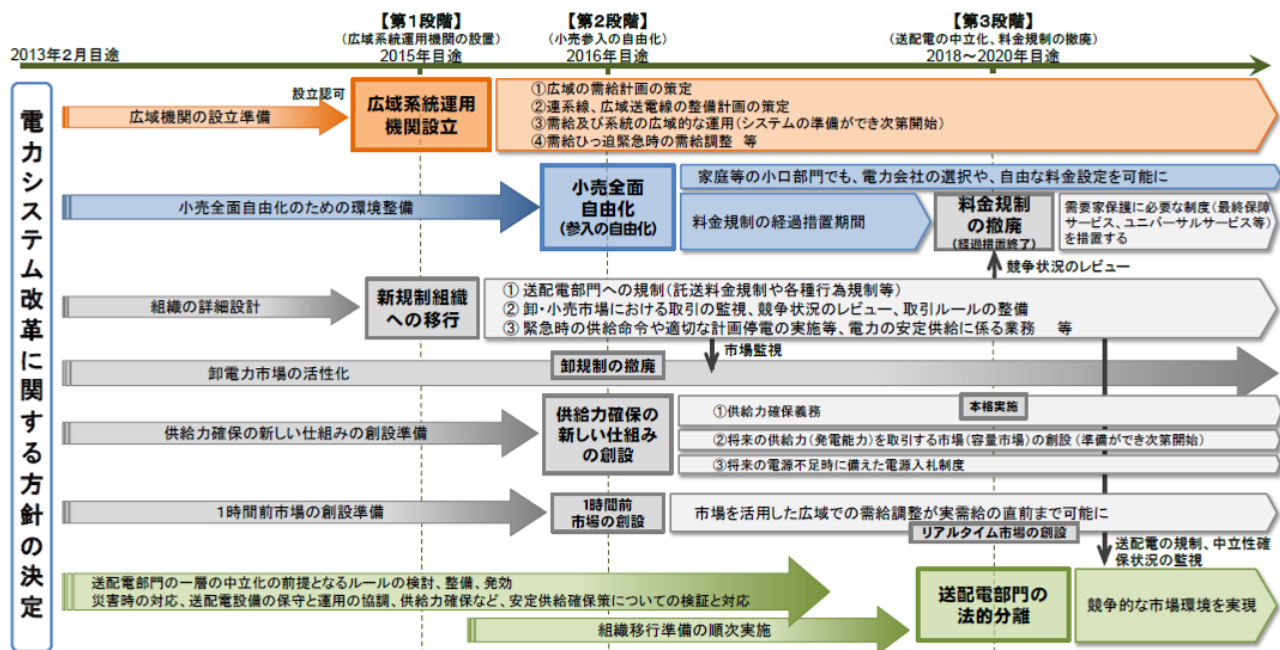 【第1段階】
(広域系統運用機関の設置)
2015年目途
【第2段階】
(小売参入の自由化)
2016年目途
【第3段階】
(送配電の中立化、料金規制の撤廃)
2018～2020年目途
2013年2月目途
電力システム改革に関する方針の決定
広域機関の設立準備
設立認可
広域系統運用
機関設立
①広域の需給計画の策定
②連系線、広域送電線の整備計画の策定
③需給及び系統の広域的な運用(システムの準備ができ次第開始)
④需給ひっ迫緊急時の需給調整 等
小売全面自由化のための環境整備
小売全面
自由化
(参入の自由化)
家庭等の小口部門でも、電力会社の選択や、自由な料金設定を可能に
料金規制の経過措置期間
料金規制
の撤廃
(経過措置終了)
需要家保護に必要な制度(最終保障
サービス、ユニバーサルサービス等)
を措置する
競争状況のレビュー
組織の詳細設計
新規制組織
への移行
① 送配電部門への規制(託送料金規制や各種行為規制等)
② 卸・小売市場における取引の監視、競争状況のレビュー、取引ルールの整備
③ 緊急時の供給命令や適切な計画停電の実施等、電力の安定供給に係る業務 等
市場監視
卸電力市場の活性化
卸規制の撤廃
供給力確保の新しい仕組みの創設準備
供給力確保の
新しい仕組み
の創設
①供給力確保義務
本格実施
②将来の供給力(発電能力)を取引する市場(容量市場)の創設(準備ができ次第開始)
③将来の電源不足時に備えた電源入札制度
1時間前市場の創設準備
1時間前
市場の創設
市場を活用した広域での需給調整が実需給の直前まで可能に
リアルタイム市場の創設
送配電の規制、中立性確
保状況の監視
送配電部門の一層の中立化の前提となるルールの検討、整備、発効
災害時の対応、送配電設備の保守と運用の協調、供給力確保など、安定供給確保策についての検証と対応
組織移行準備の順次実施
送配電部門の
法的分離
競争的な市場環境を実現